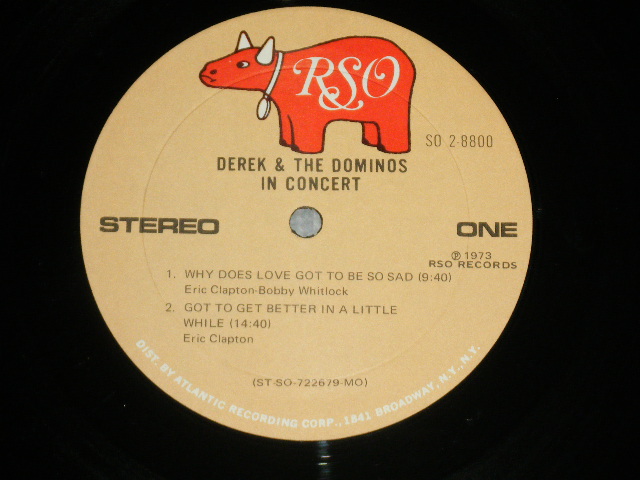 RSO
SO 2-8800
DEREK & THE DOMINOS
IN CONCERT
STEREO
ONE
℗ 1973
RSO RECORDS
1. WHY DOES LOVE GOT TO BE SO SAD (9:40)
Eric Clapton-Bobby Whitlock
2. GOT TO GET BETTER IN A LITTLE
WHILE (14:40)
Eric Clapton
(ST-SO-722679-MO)
DIST. BY ATLANTIC RECORDING CORP., 1841 BROADWAY, N.Y., N.Y.